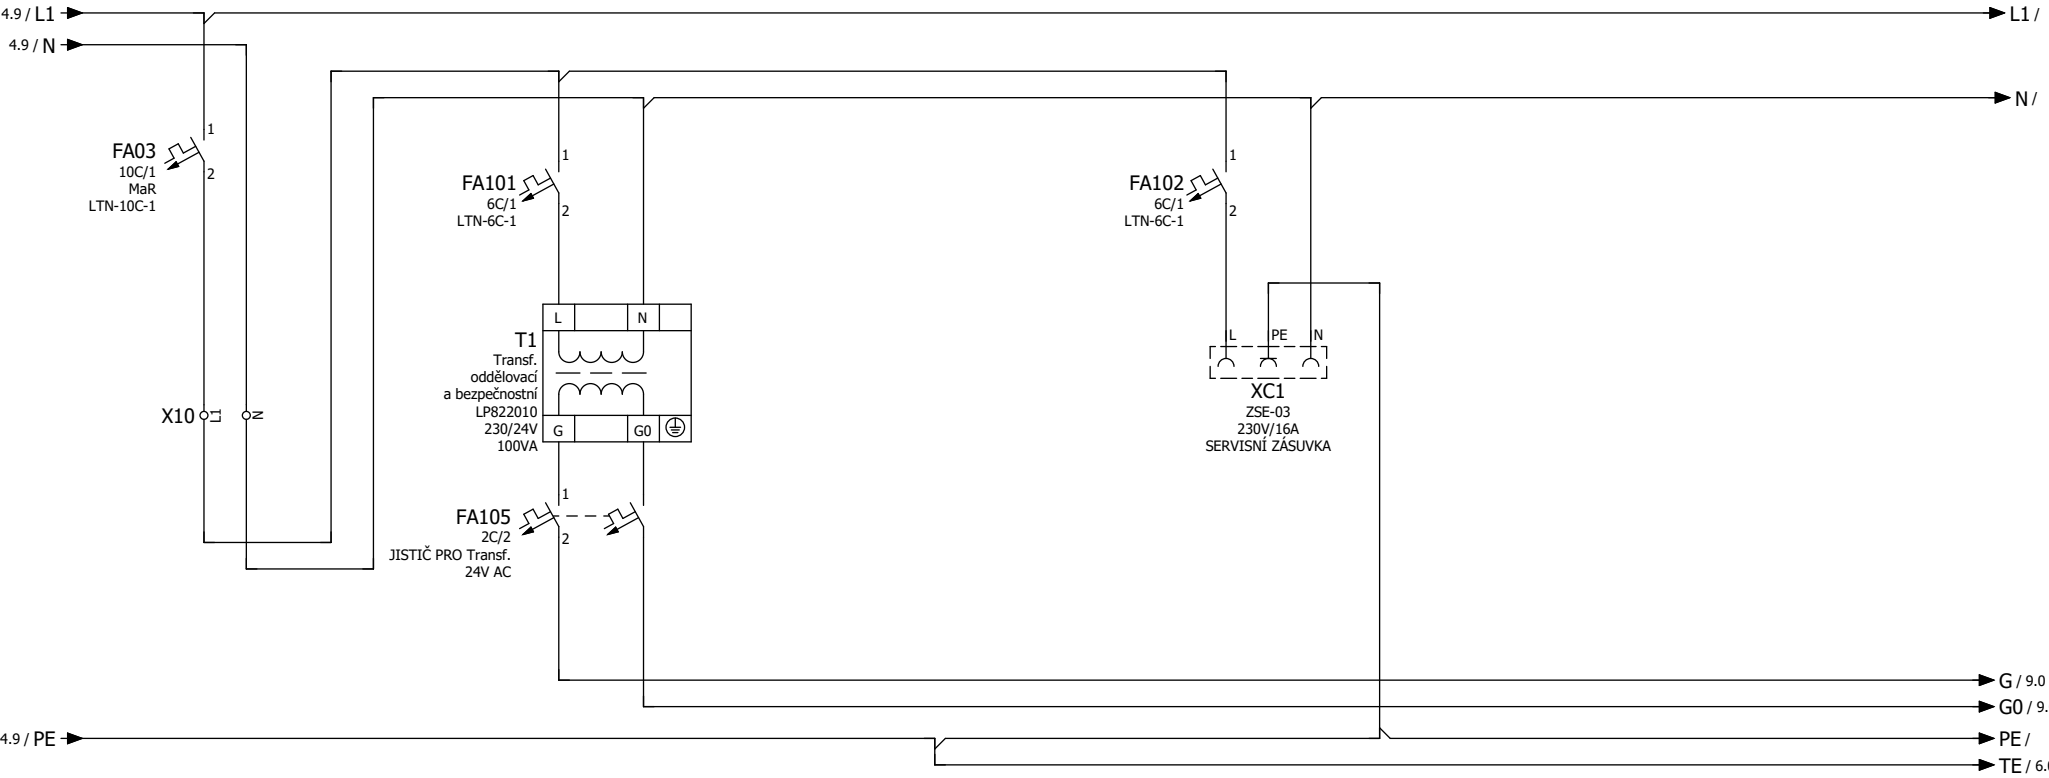 4.9 / L1
L1 /
4.9 / N
N /
1
FA03
10C/1
MaR
LTN-10C-1
2
1
FA101
6C/1
LTN-6C-1
2
1
FA102
6C/1
LTN-6C-1
2
L N
T1
Transf.
oddělovací
a bezpečnostní
LP822010
230/24V
100VA
G G0
L PE N
XC1
ZSE-03
230V/16A
SERVISNÍ ZÁSUVKA
X10 L1 N
1
FA105
2C/2
JISTIČ PRO Transf.
24V AC
2
G / 9.0
G0 / 9.
4.9 / PE
PE /
TE / 6.0